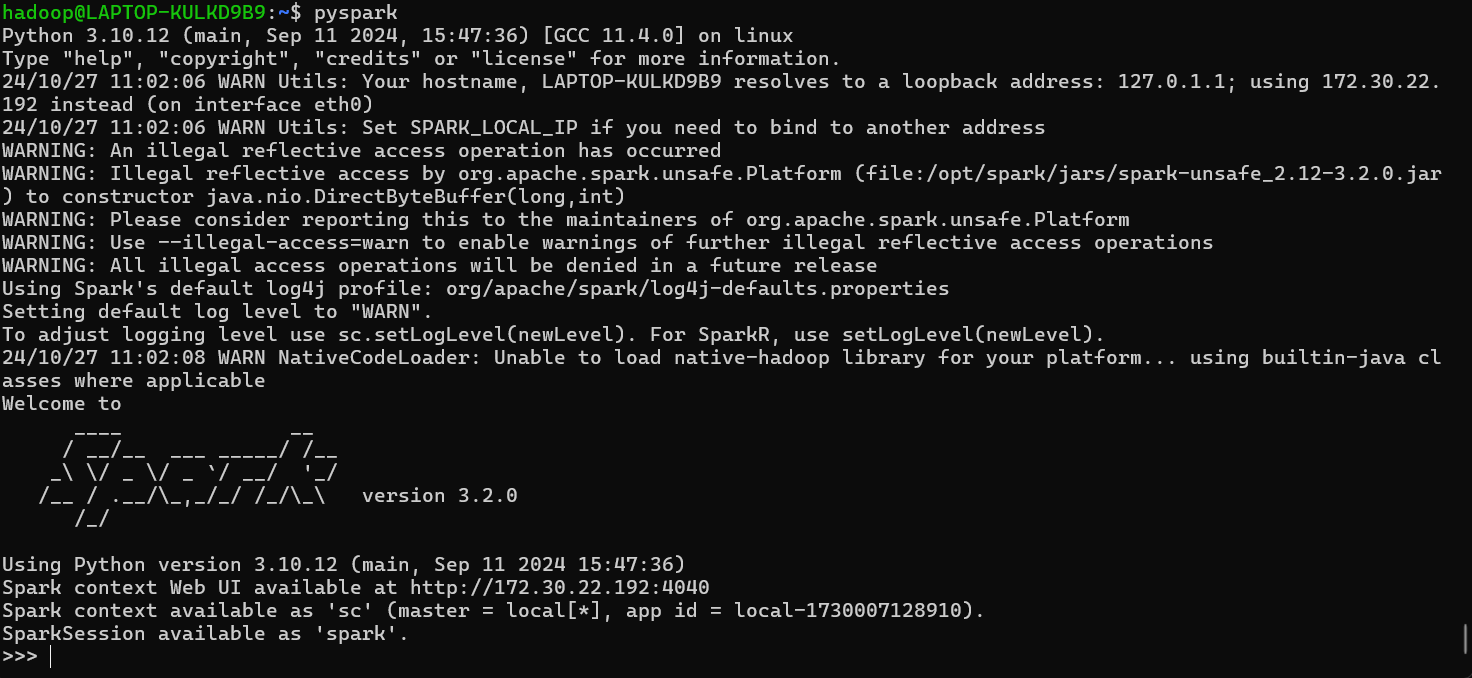 hadoop@LAPTOP-KULKD9B9:~$ pyspark
Python 3.10.12 (main, Sep 11 2024, 15:47:36) [GCC 11.4.0] on linux
Type "help", "copyright", "credits" or "license" for more information.
24/10/27 11:02:06 WARN Utils: Your hostname, LAPTOP-KULKD9B9 resolves to a loopback address: 127.0.1.1; using 172.30.22.
192 instead (on interface eth0)
24/10/27 11:02:06 WARN Utils: Set SPARK_LOCAL_IP if you need to bind to another address
WARNING: An illegal reflective access operation has occurred
WARNING: Illegal reflective access by org.apache.spark.unsafe.Platform (file:/opt/spark/jars/spark-unsafe_2.12-3.2.0.jar
) to constructor java.nio.DirectByteBuffer(long,int)
WARNING: Please consider reporting this to the maintainers of org.apache.spark.unsafe.Platform
WARNING: Use --illegal-access=warn to enable warnings of further illegal reflective access operations
WARNING: All illegal access operations will be denied in a future release
Using Spark's default log4j profile: org/apache/spark/log4j-defaults.properties
Setting default log level to "WARN".
To adjust logging level use sc.setLogLevel(newLevel). For SparkR, use setLogLevel(newLevel).
24/10/27 11:02:08 WARN NativeCodeLoader: Unable to load native-hadoop library for your platform... using builtin-java cl
asses where applicable
Welcome to
      ____              __
     / __/__  ___ _____/ /__
    _\ \/ _ \/ _ `/ __/  '_/
   /__ / .__/\_,_/_/ /_/\_\   version 3.2.0
      /_/

Using Python version 3.10.12 (main, Sep 11 2024 15:47:36)
Spark context Web UI available at http://172.30.22.192:4040
Spark context available as 'sc' (master = local[*], app id = local-1730007128910).
SparkSession available as 'spark'.
>>>